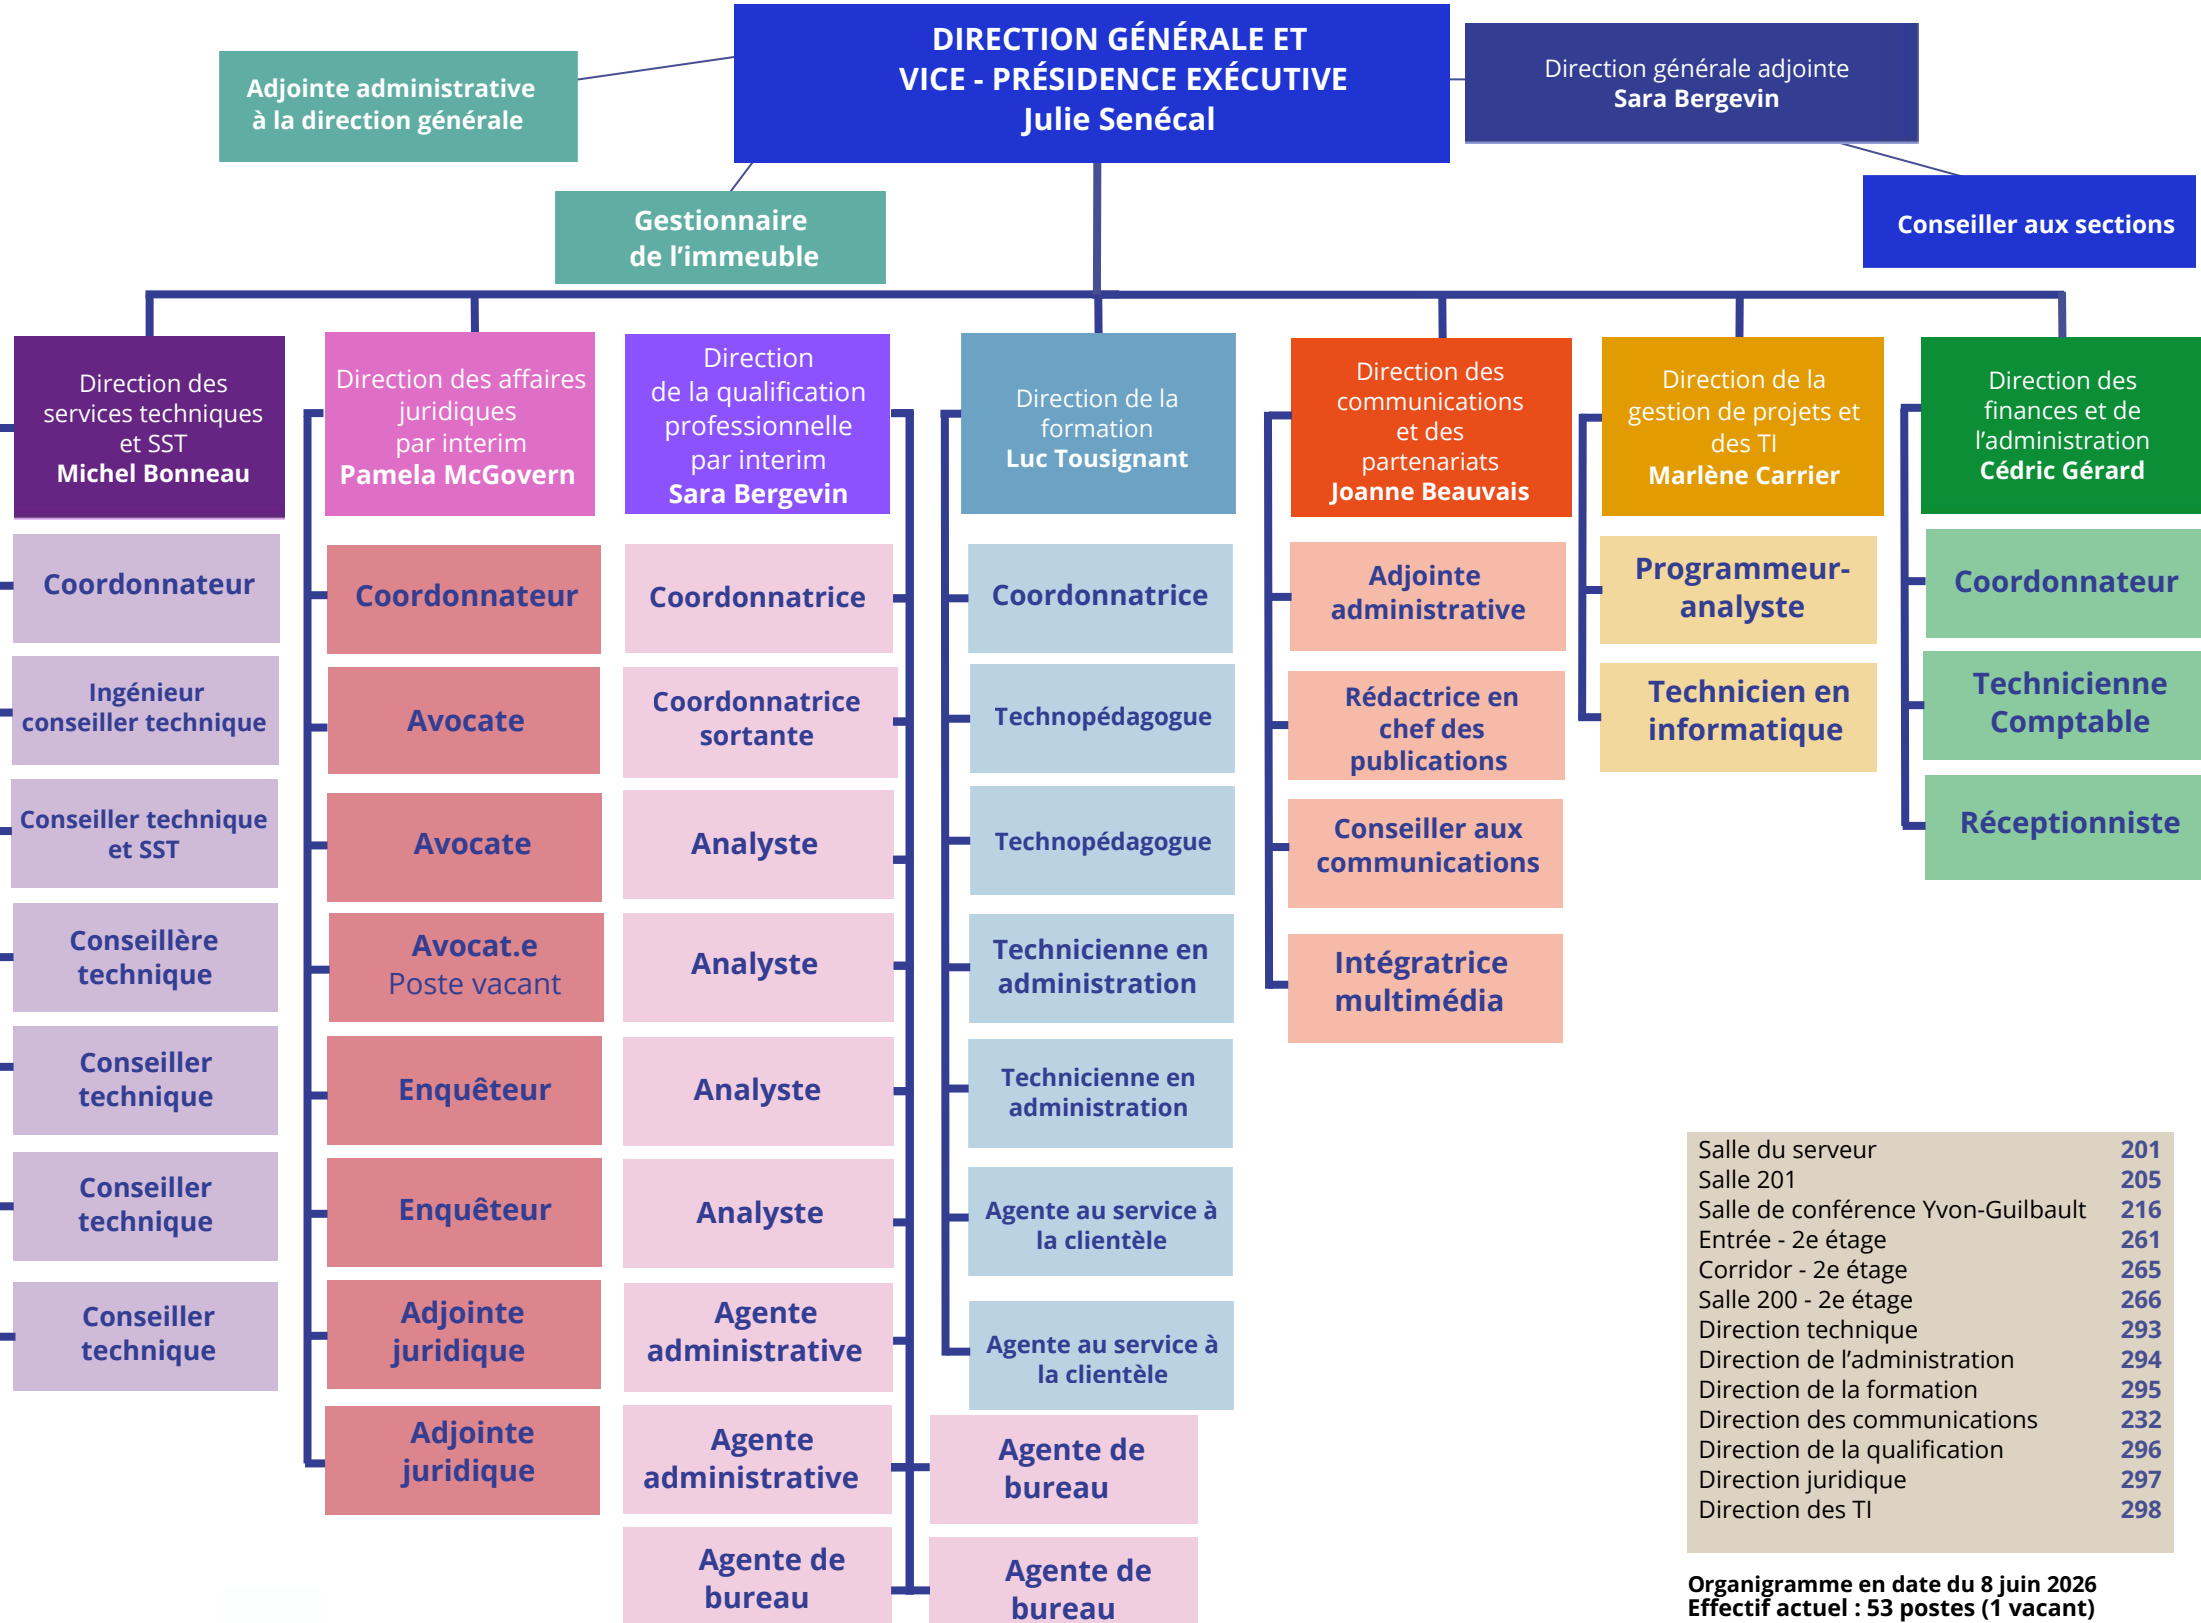 DIRECTION GÉNÉRALE ET
VICE - PRÉSIDENCE EXÉCUTIVE
Julie Senécal
Adjointe administrative
à la direction générale
Direction générale adjointe
Sara Bergevin
Gestionnaire
de l’immeuble
Conseiller aux sections
Direction des
services techniques
et SST
Michel Bonneau
Coordonnateur
Ingénieur
conseiller technique
Conseiller technique
et SST
Conseillère
technique
Conseiller
technique
Conseiller
technique
Conseiller
technique
Direction des affaires
juridiques
par interim
Pamela McGovern
Coordonnateur
Avocate
Avocate
Avocat.e
Poste vacant
Enquêteur
Enquêteur
Adjointe
juridique
Adjointe
juridique
Direction
de la qualification
professionnelle
par interim
Sara Bergevin
Coordonnatrice
Coordonnatrice
sortante
Analyste
Analyste
Analyste
Analyste
Agente
administrative
Agente
administrative
Agente de
bureau
Agente de
bureau
Agente de
bureau
Direction de la
formation
Luc Tousignant
Coordonnatrice
Technopédagogue
Technopédagogue
Technicienne en
administration
Technicienne en
administration
Agente au service à
la clientèle
Agente au service à
la clientèle
Direction des
communications
et des
partenariats
Joanne Beauvais
Adjointe
administrative
Rédactrice en
chef des
publications
Conseiller aux
communications
Intégratrice
multimédia
Direction de la
gestion de projets et
des TI
Marlène Carrier
Programmeur-
analyste
Technicien en
informatique
Direction des
finances et de
l’administration
Cédric Gérard
Coordonnateur
Technicienne
Comptable
Réceptionniste
Salle du serveur 201
Salle 201 205
Salle de conférence Yvon-Guilbault 216
Entrée - 2e étage 261
Corridor - 2e étage 265
Salle 200 - 2e étage 266
Direction technique 293
Direction de l’administration 294
Direction de la formation 295
Direction des communications 232
Direction de la qualification 296
Direction juridique 297
Direction des TI 298
Organigramme en date du 8 juin 2026
Effectif actuel : 53 postes (1 vacant)